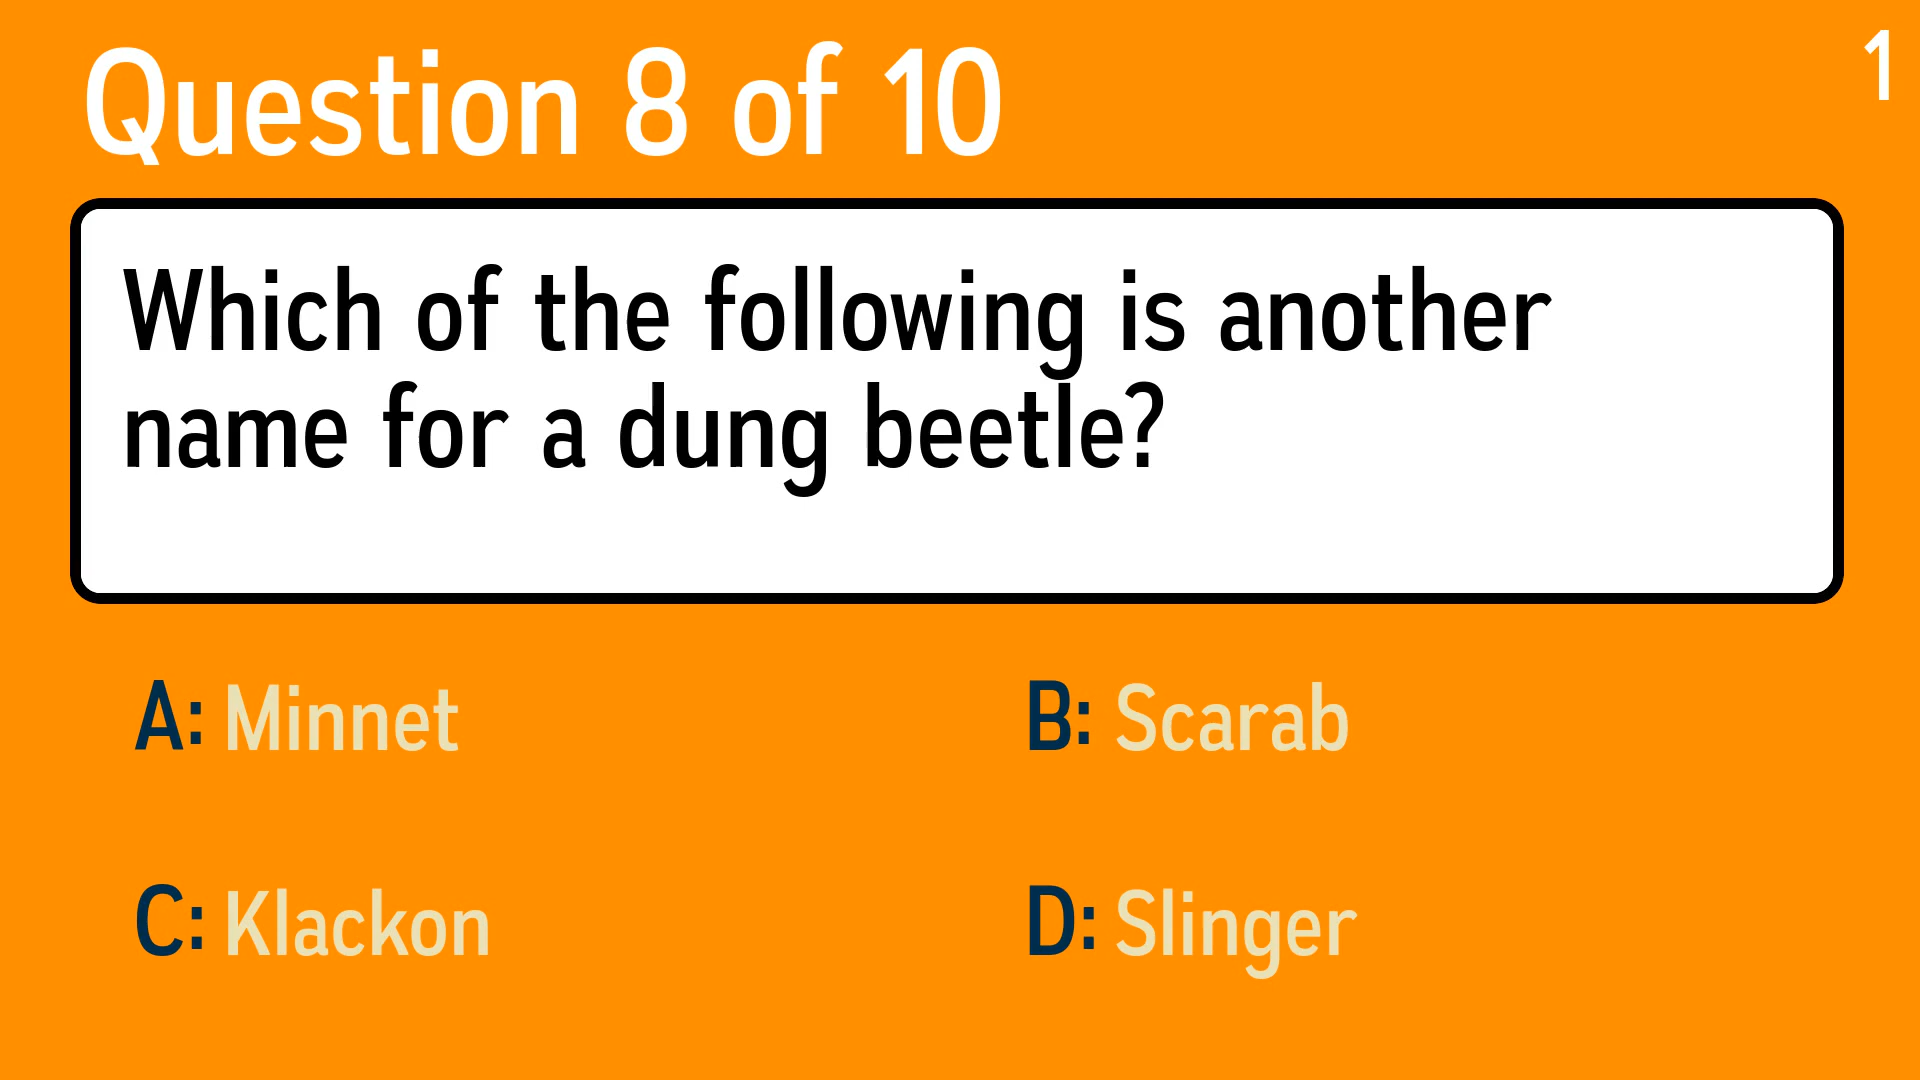 Question 8 of 10
1
Which of the following is another
name for a dung beetle?
A: Minnet
B: Scarab
C: Klackon
D: Slinger